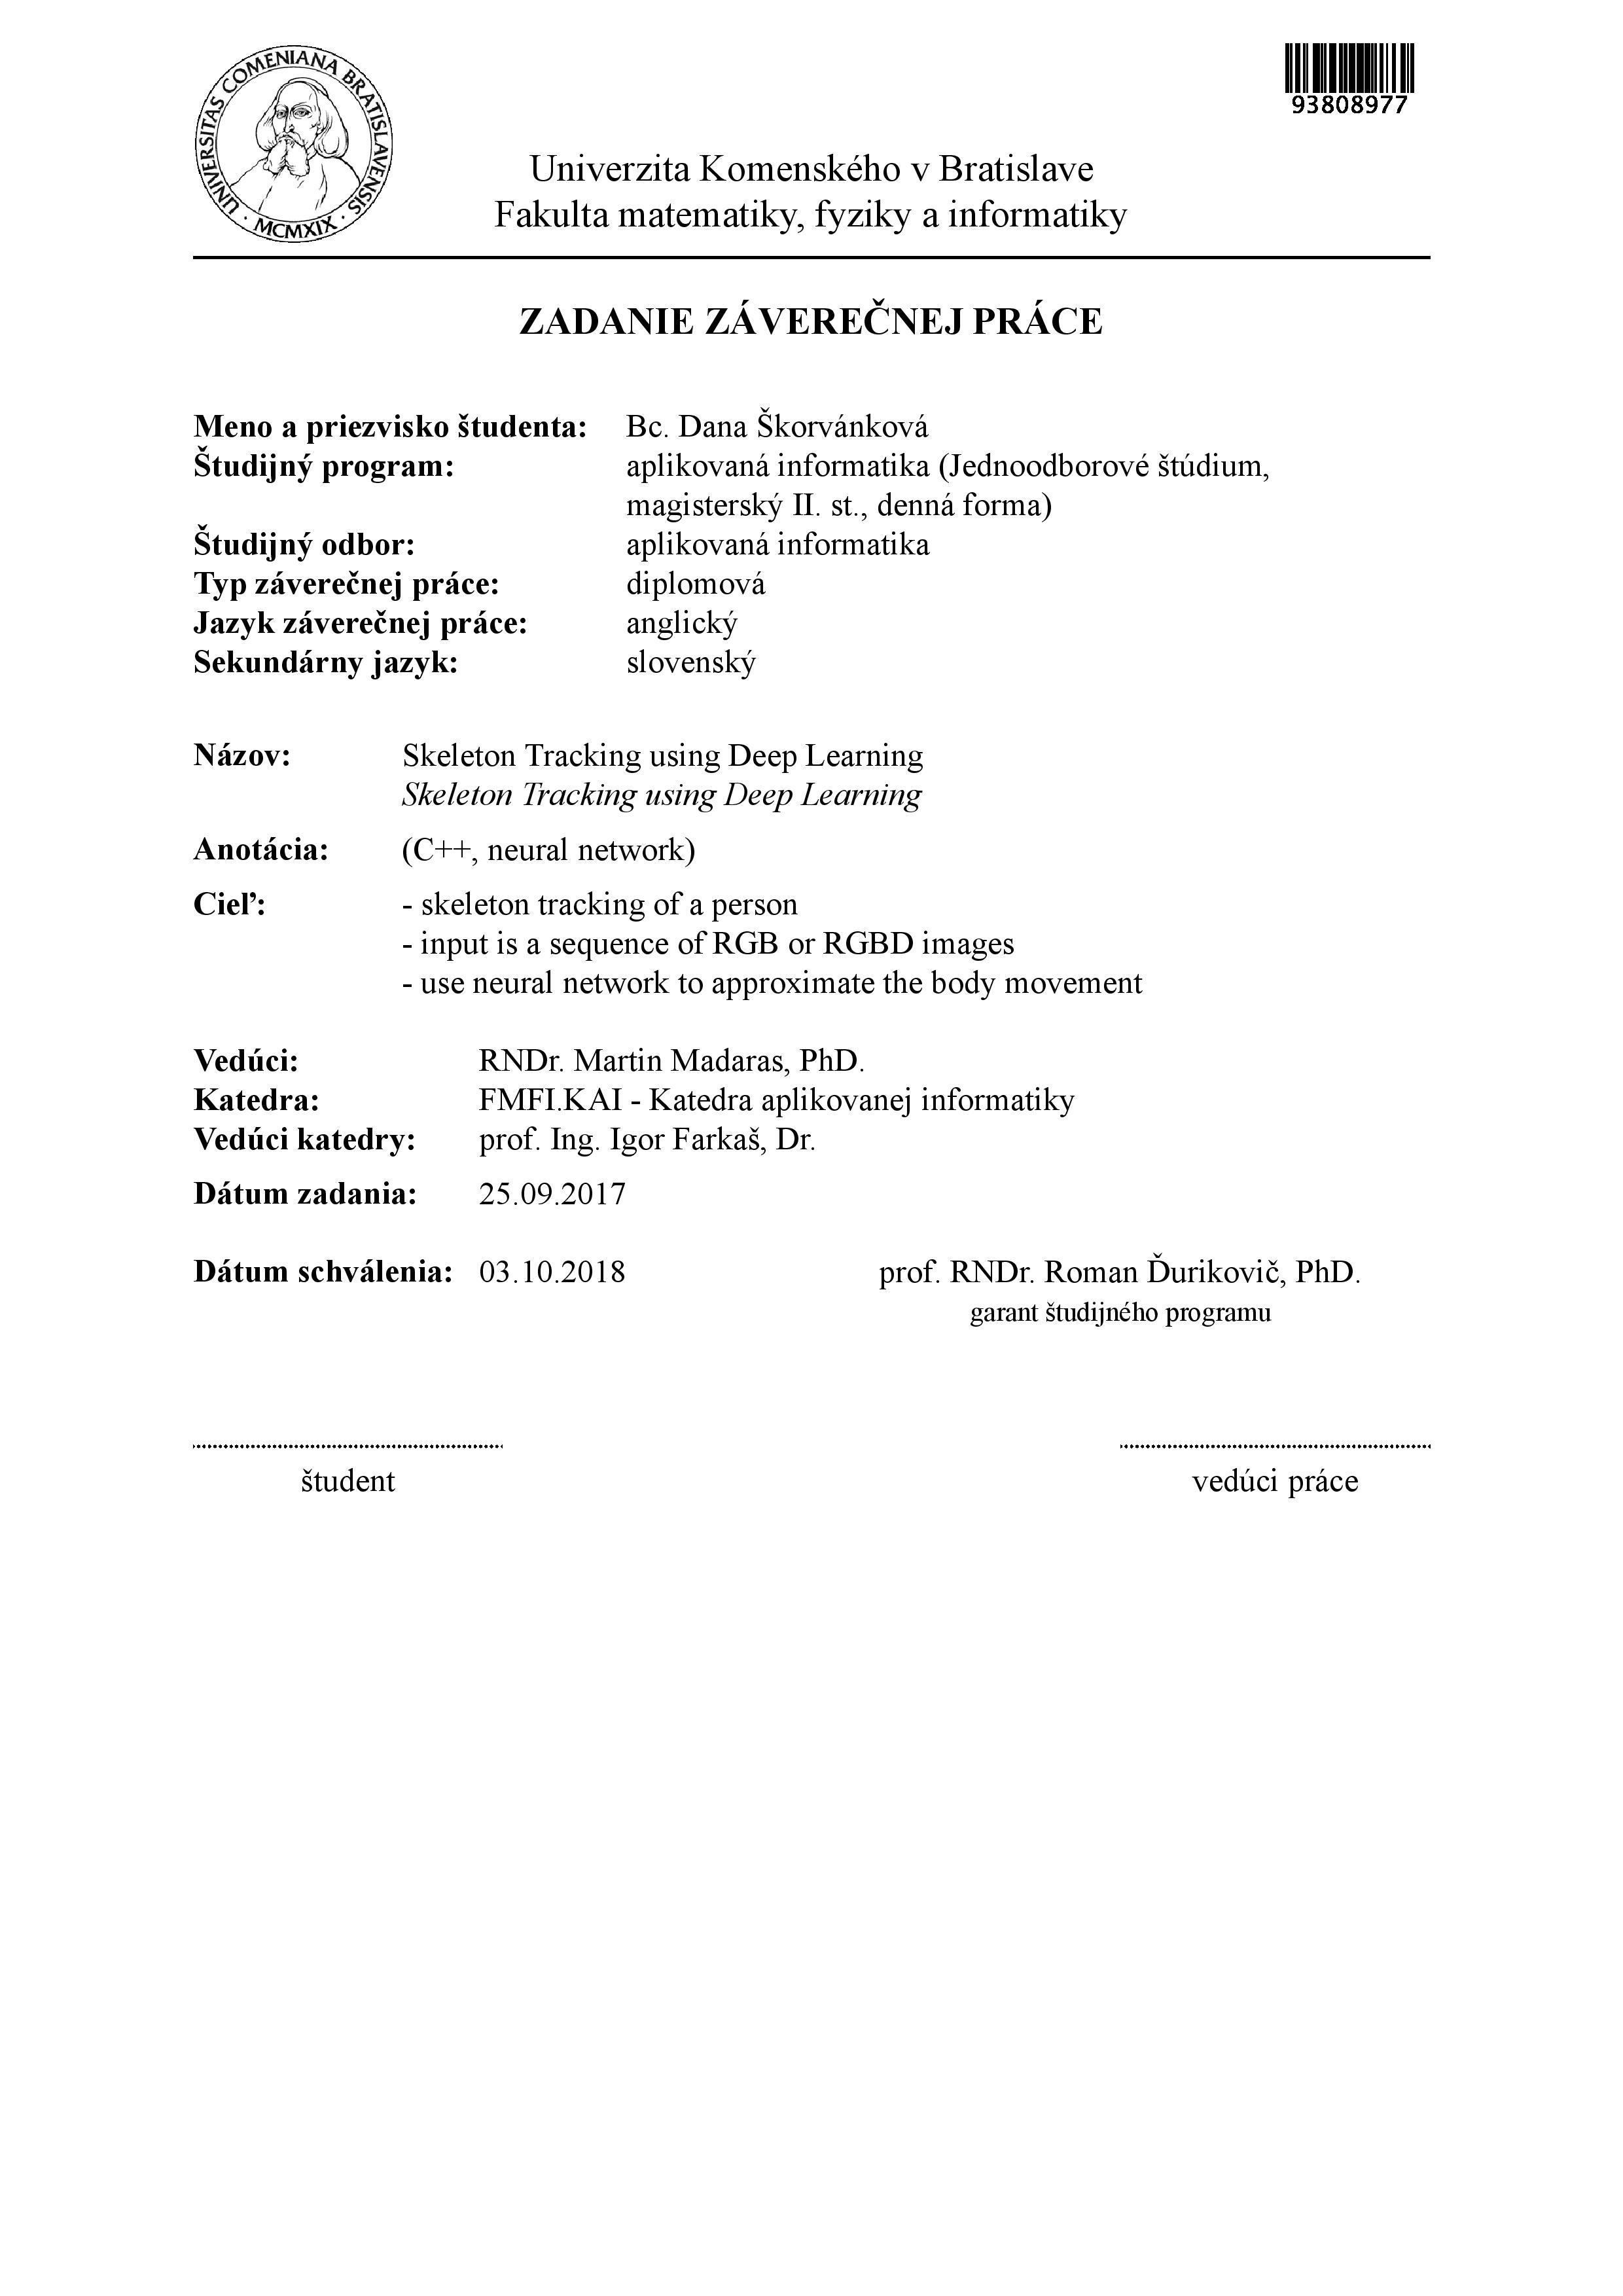 UNIVERSITAS COMENIANA BRATISLAVENSIS
· MCMXIX ·
93808977
Univerzita Komenského v Bratislave
Fakulta matematiky, fyziky a informatiky
ZADANIE ZÁVEREČNEJ PRÁCE
Meno a priezvisko študenta: Bc. Dana Škorvánková
Študijný program: aplikovaná informatika (Jednoodborové štúdium,
magisterský II. st., denná forma)
Študijný odbor: aplikovaná informatika
Typ záverečnej práce: diplomová
Jazyk záverečnej práce: anglický
Sekundárny jazyk: slovenský
Názov: Skeleton Tracking using Deep Learning
Skeleton Tracking using Deep Learning
Anotácia: (C++, neural network)
Cieľ: - skeleton tracking of a person
- input is a sequence of RGB or RGBD images
- use neural network to approximate the body movement
Vedúci: RNDr. Martin Madaras, PhD.
Katedra: FMFI.KAI - Katedra aplikovanej informatiky
Vedúci katedry: prof. Ing. Igor Farkaš, Dr.
Dátum zadania: 25.09.2017
Dátum schválenia: 03.10.2018 prof. RNDr. Roman Ďurikovič, PhD.
garant študijného programu
študent vedúci práce